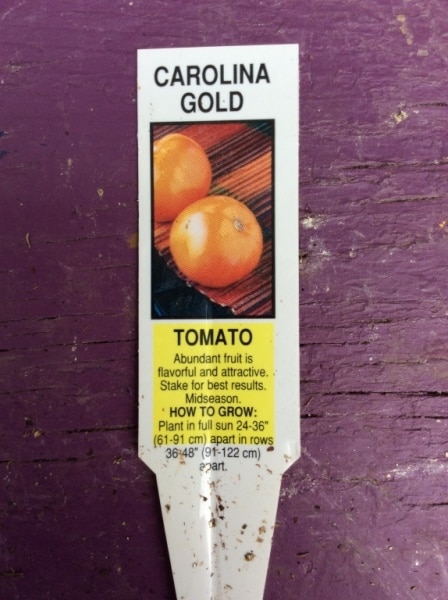 CAROLINA
GOLD
TOMATO
Abundant fruit is
flavorful and attractive.
Stake for best results.
Midseason.
HOW TO GROW:
Plant in full sun 24-36"
(61-91 cm) apart in rows
36-48" (91-122 cm)
apart.